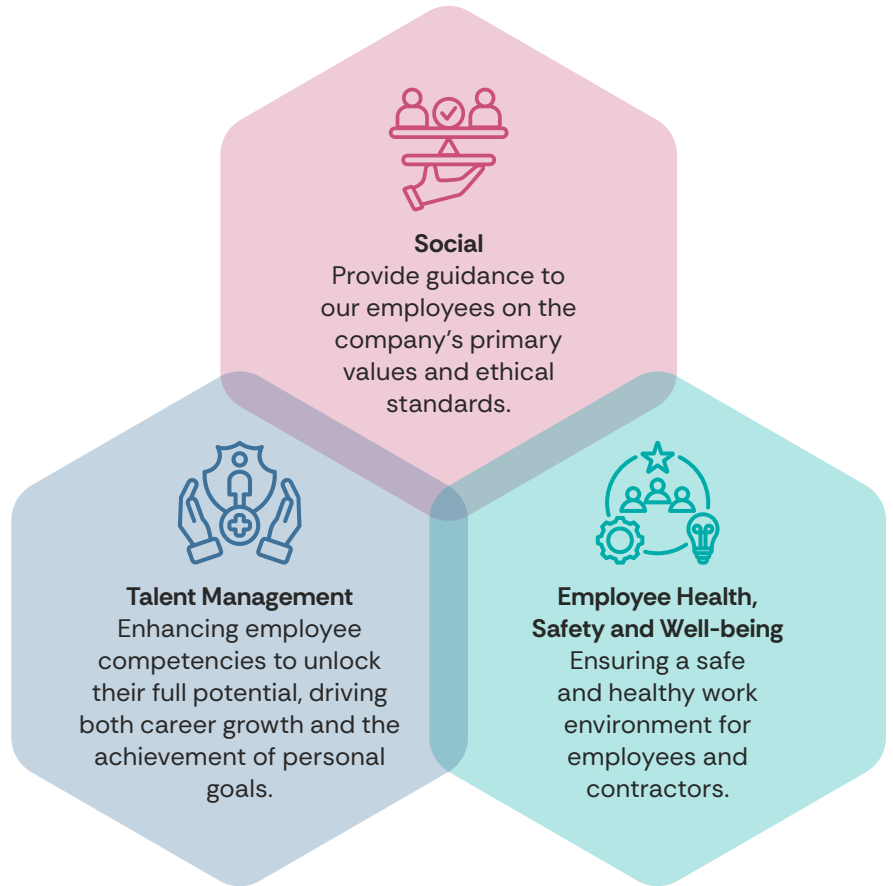 Social
Provide guidance to
our employees on the
company's primary
values and ethical
standards.
Talent Management
Enhancing employee
competencies to unlock
their full potential, driving
both career growth and the
achievement of personal
goals.
Employee Health,
Safety and Well-being
Ensuring a safe
and healthy work
environment for
employees and
contractors.